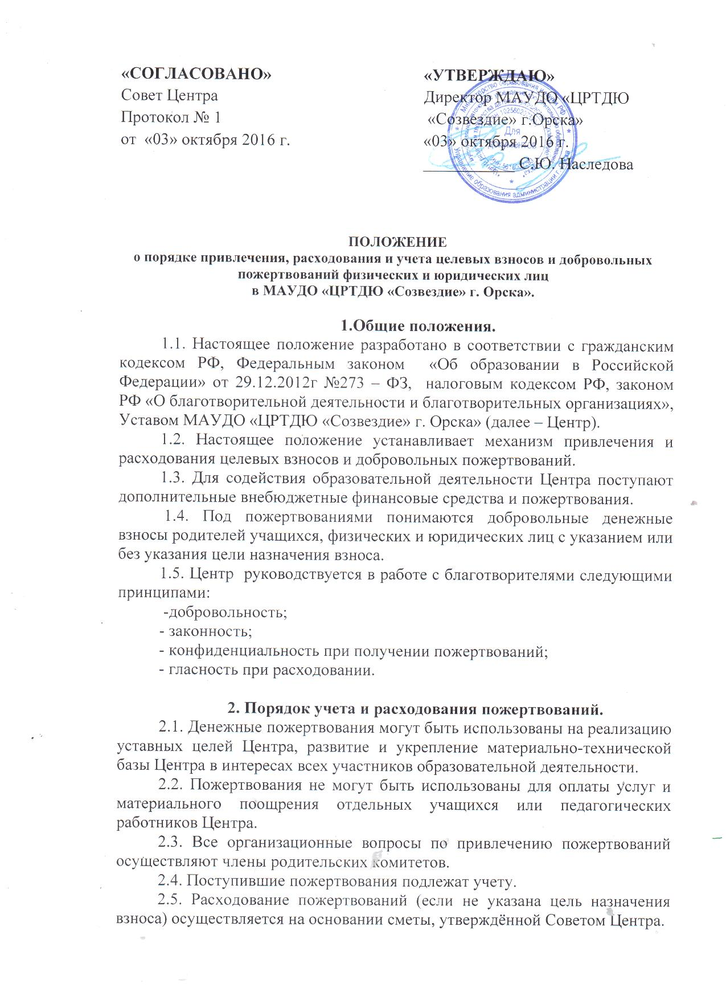 «СОГЛАСОВАНО»
Совет Центра
Протокол № 1
от «03» октября 2016 г.
«УТВЕРЖДАЮ»
Директор МАУДО «ЦРТДЮ
«Созвездие» г.Орска»
«03» октября 2016 г.
___________ С.Ю. Наследова
Министерство образования и науки РФ
Управление образования администрации г.
Для
документов
ПОЛОЖЕНИЕ
о порядке привлечения, расходования и учета целевых взносов и добровольных
пожертвований физических и юридических лиц
в МАУДО «ЦРТДЮ «Созвездие» г. Орска».
1.Общие положения.
1.1. Настоящее положение разработано в соответствии с гражданским
кодексом РФ, Федеральным законом «Об образовании в Российской
Федерации» от 29.12.2012г №273 – ФЗ, налоговым кодексом РФ, законом
РФ «О благотворительной деятельности и благотворительных организациях»,
Уставом МАУДО «ЦРТДЮ «Созвездие» г. Орска» (далее – Центр).
1.2. Настоящее положение устанавливает механизм привлечения и
расходования целевых взносов и добровольных пожертвований.
1.3. Для содействия образовательной деятельности Центра поступают
дополнительные внебюджетные финансовые средства и пожертвования.
1.4. Под пожертвованиями понимаются добровольные денежные
взносы родителей учащихся, физических и юридических лиц с указанием или
без указания цели назначения взноса.
1.5. Центр руководствуется в работе с благотворителями следующими
принципами:
-добровольность;
- законность;
- конфиденциальность при получении пожертвований;
- гласность при расходовании.
2. Порядок учета и расходования пожертвований.
2.1. Денежные пожертвования могут быть использованы на реализацию
уставных целей Центра, развитие и укрепление материально-технической
базы Центра в интересах всех участников образовательной деятельности.
2.2. Пожертвования не могут быть использованы для оплаты услуг и
материального поощрения отдельных учащихся или педагогических
работников Центра.
2.3. Все организационные вопросы по привлечению пожертвований
осуществляют члены родительских комитетов.
2.4. Поступившие пожертвования подлежат учету.
2.5. Расходование пожертвований (если не указана цель назначения
взноса) осуществляется на основании сметы, утверждённой Советом Центра.